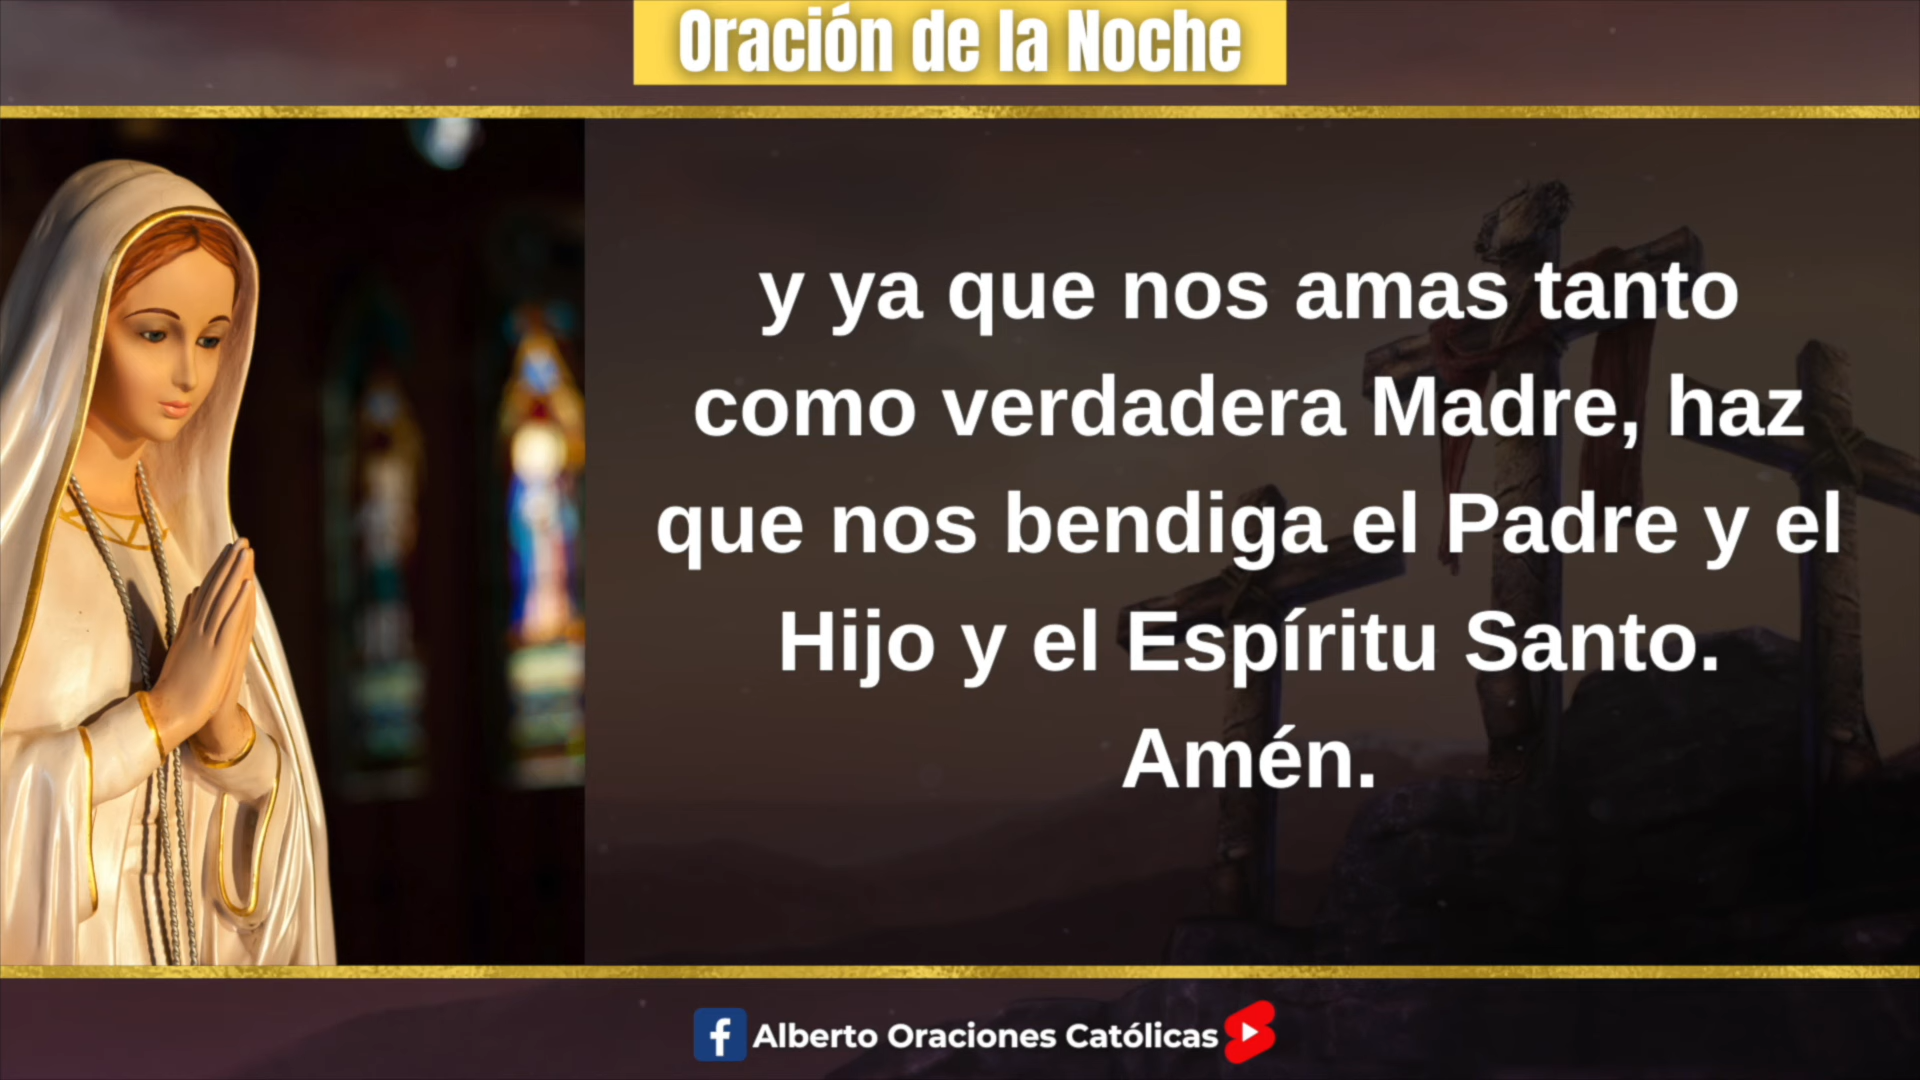 Oración de la Noche
y ya que nos amas tanto
como verdadera Madre, haz
que nos bendiga el Padre y el
Hijo y el Espíritu Santo.
Amén.
Alberto Oraciones Católicas